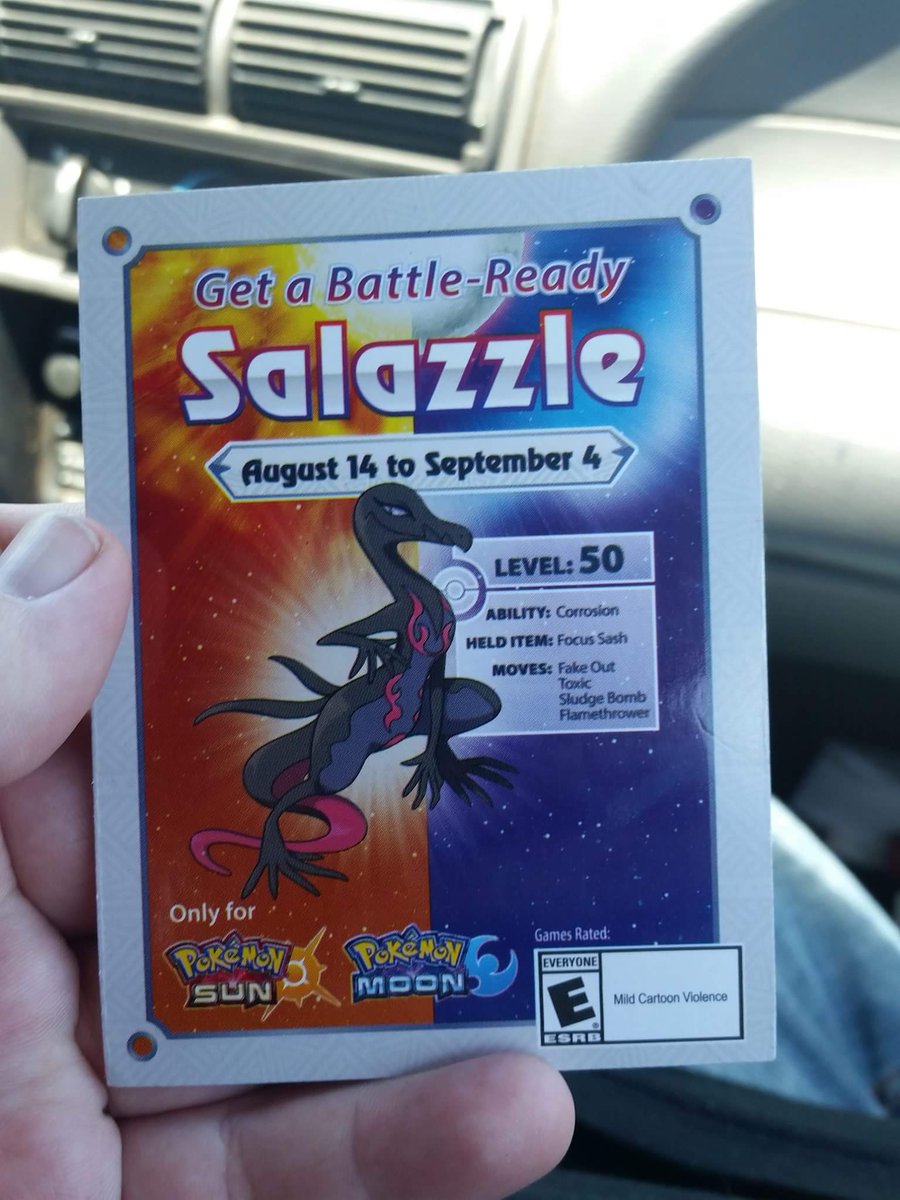 Get a Battle-Ready
Salazzle
August 14 to September 4
LEVEL: 50
ABILITY: Corrosion
HELD ITEM: Focus Sash
MOVES: Fake Out
Toxic
Sludge Bomb
Flamethrower
Only for
POKéMON
SUN
POKéMON
MOON
Games Rated:
EVERYONE
E
®
ESRB
Mild Cartoon Violence